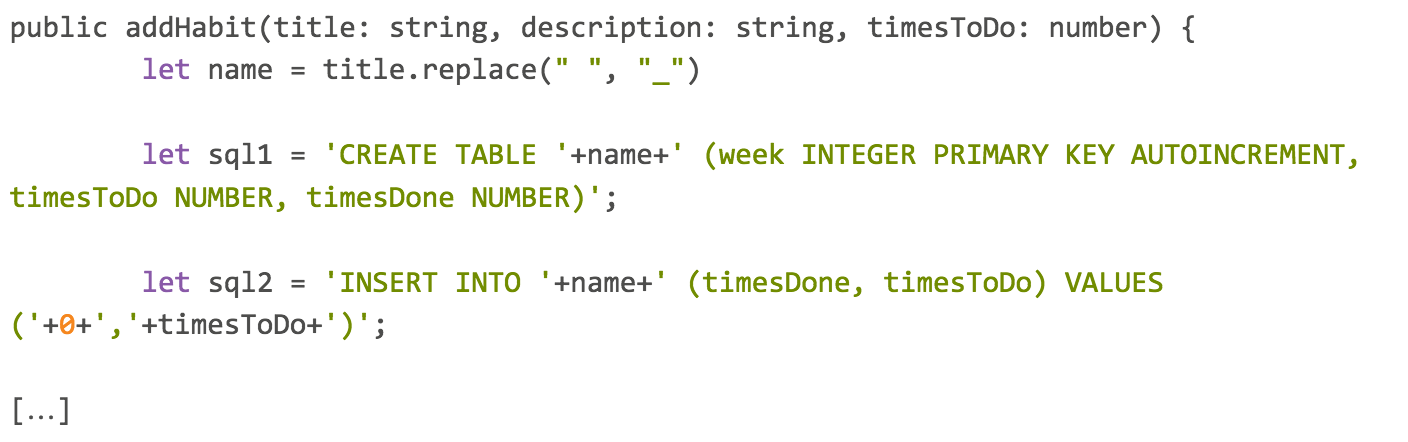 public addHabit(title: string, description: string, timesToDo: number) {
let name = title.replace(" ", "_")
let sql1 = 'CREATE TABLE '+name+' (week INTEGER PRIMARY KEY AUTOINCREMENT,
timesToDo NUMBER, timesDone NUMBER)';
let sql2 = 'INSERT INTO '+name+' (timesDone, timesToDo) VALUES
('+0+','+timesToDo+')';
[…]